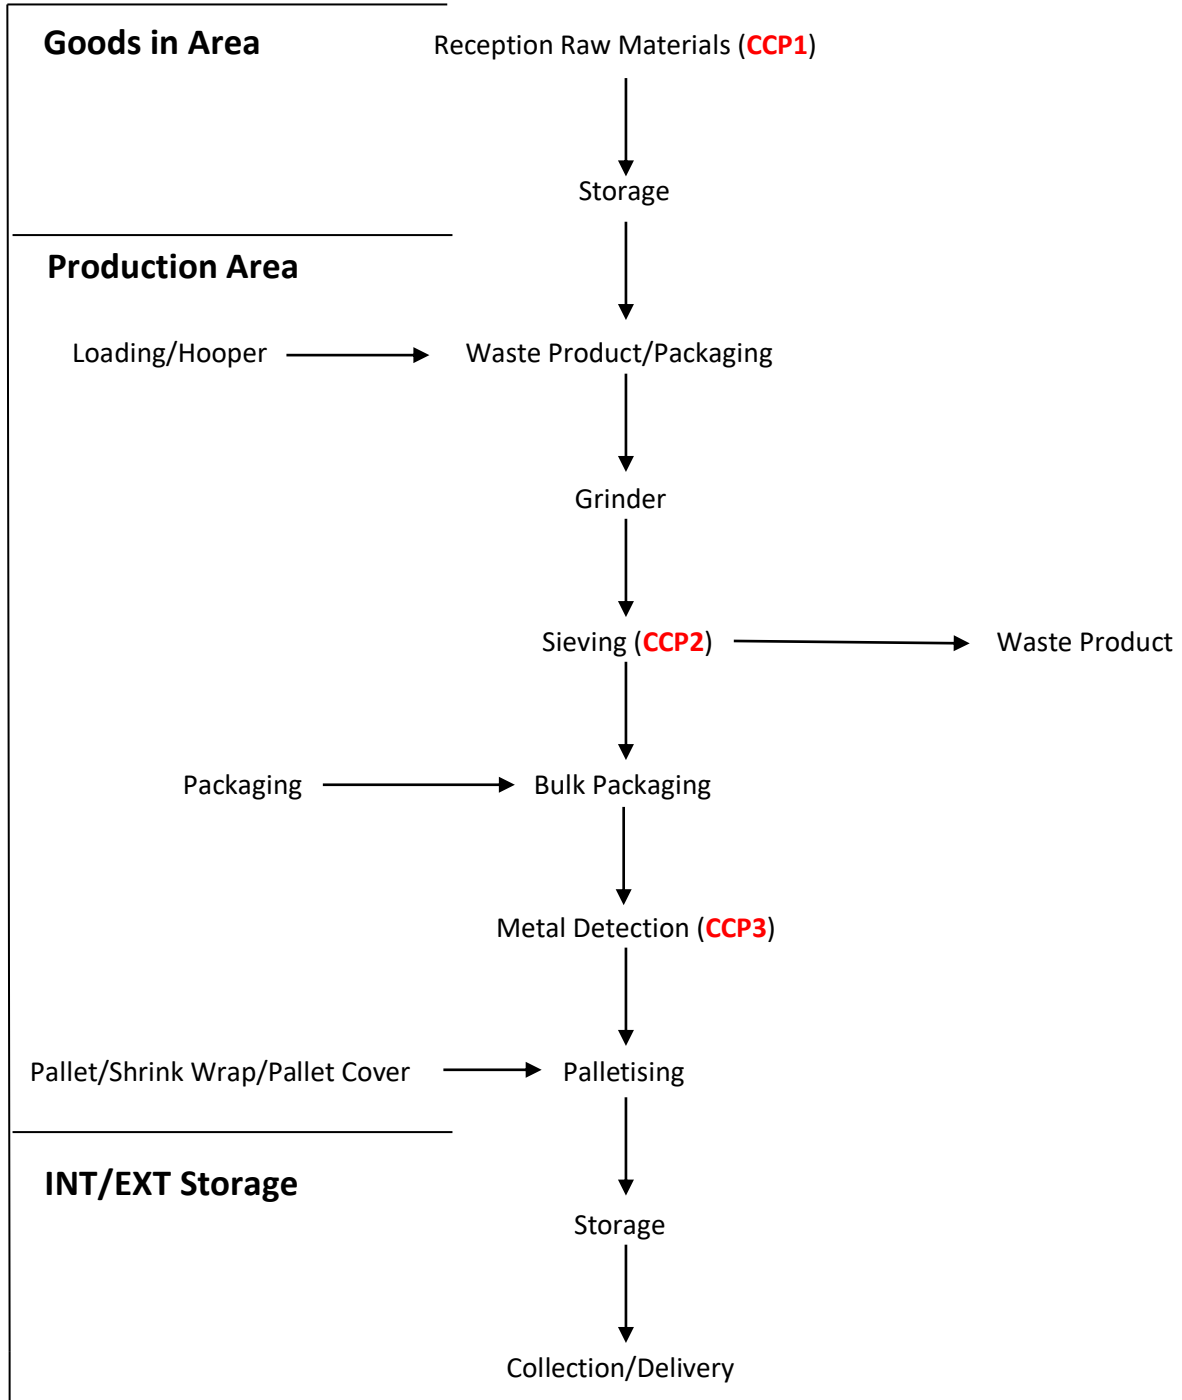 Goods in Area
Reception Raw Materials (CCP1)
Storage
Production Area
Loading/Hooper
Waste Product/Packaging
Grinder
Sieving (CCP2)
Waste Product
Packaging
Bulk Packaging
Metal Detection (CCP3)
Pallet/Shrink Wrap/Pallet Cover
Palletising
INT/EXT Storage
Storage
Collection/Delivery